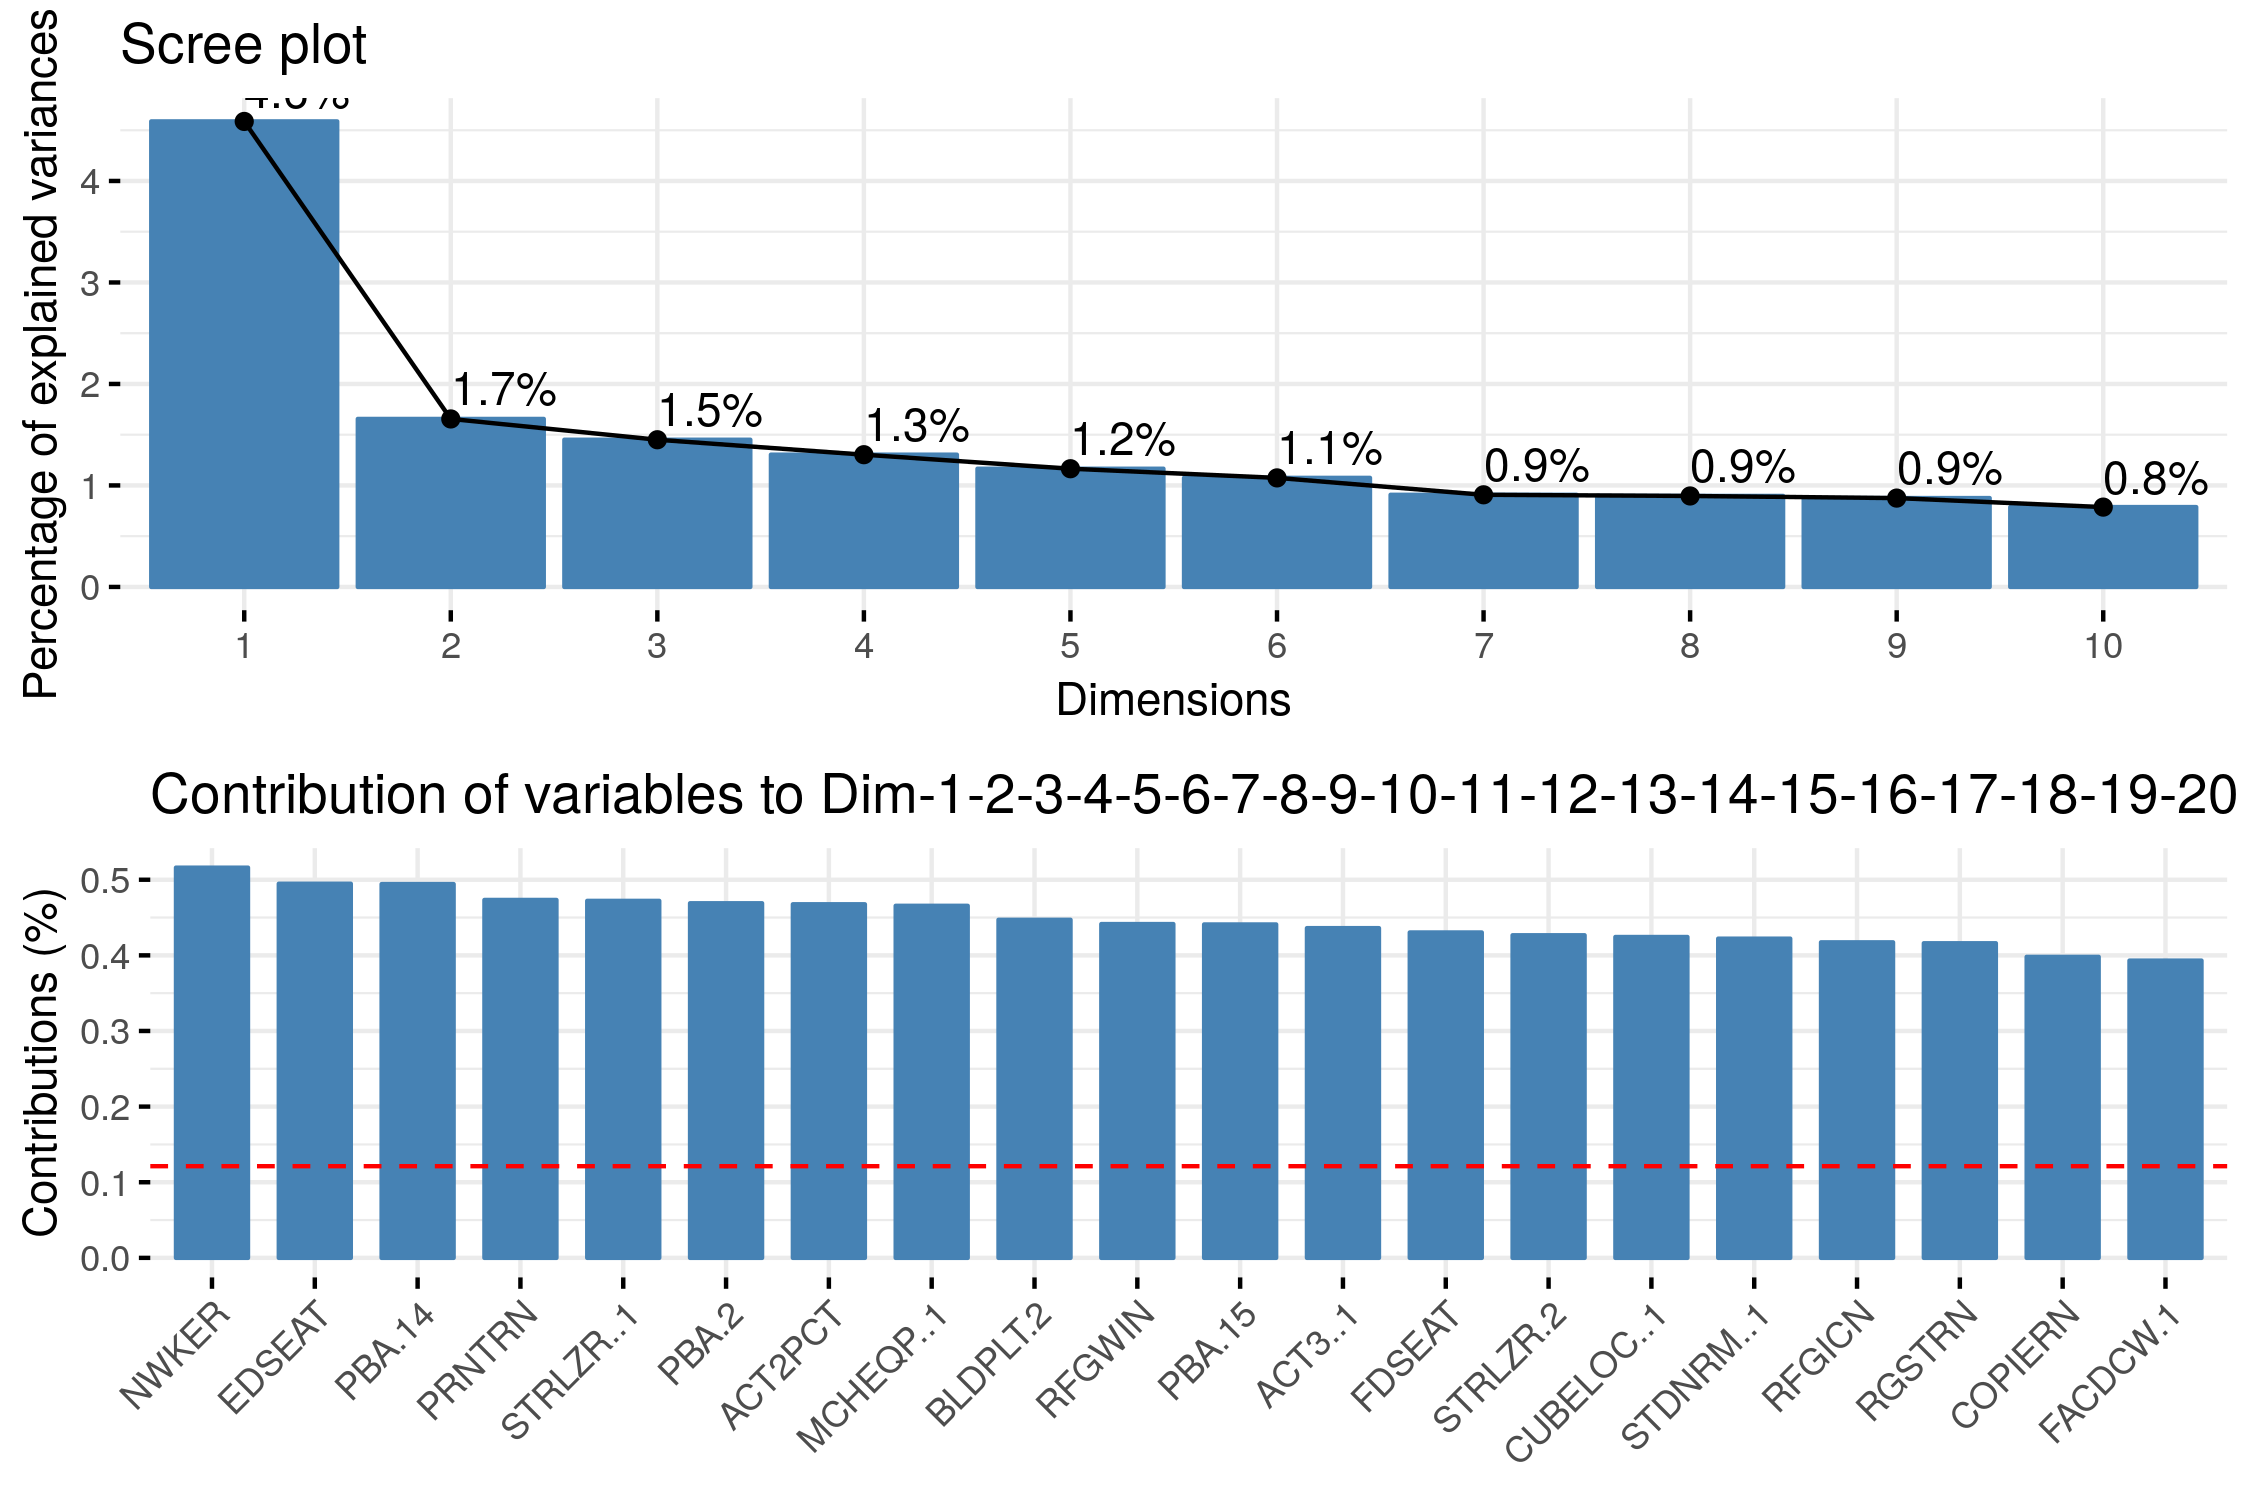 Scree plot
Percentage of explained variances
4
3
2
1
0
1.7%
1.5%
1.3%
1.2%
1.1%
0.9%
0.9%
0.9%
0.8%
1 2 3 4 5 6 7 8 9 10
Dimensions
Contribution of variables to Dim-1-2-3-4-5-6-7-8-9-10-11-12-13-14-15-16-17-18-19-20
Contributions (%)
0.5
0.4
0.3
0.2
0.1
0.0
NWKER
EDSEAT
PBA.14
PRNTRN
STRLZR..1
PBA.2
ACT2PCT
MCHEQP..1
BLDPLT.2
RFGWIN
PBA.15
ACT3..1
FDSEAT
STRLZR.2
CUBELOC..1
STDNRM..1
RFGICN
RGSTRN
COPIERN
FACDCW.1